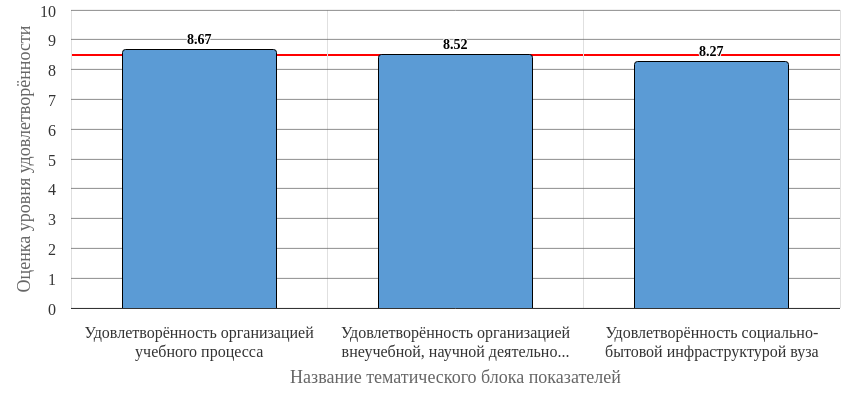 Оценка уровня удовлетворённости
10
9
8
7
6
5
4
3
2
1
0
8.67
8.52
8.27
Удовлетворённость организацией
учебного процесса
Удовлетворённость организацией
внеучебной, научной деятельно...
Удовлетворённость социально-
бытовой инфраструктурой вуза
Название тематического блока показателей